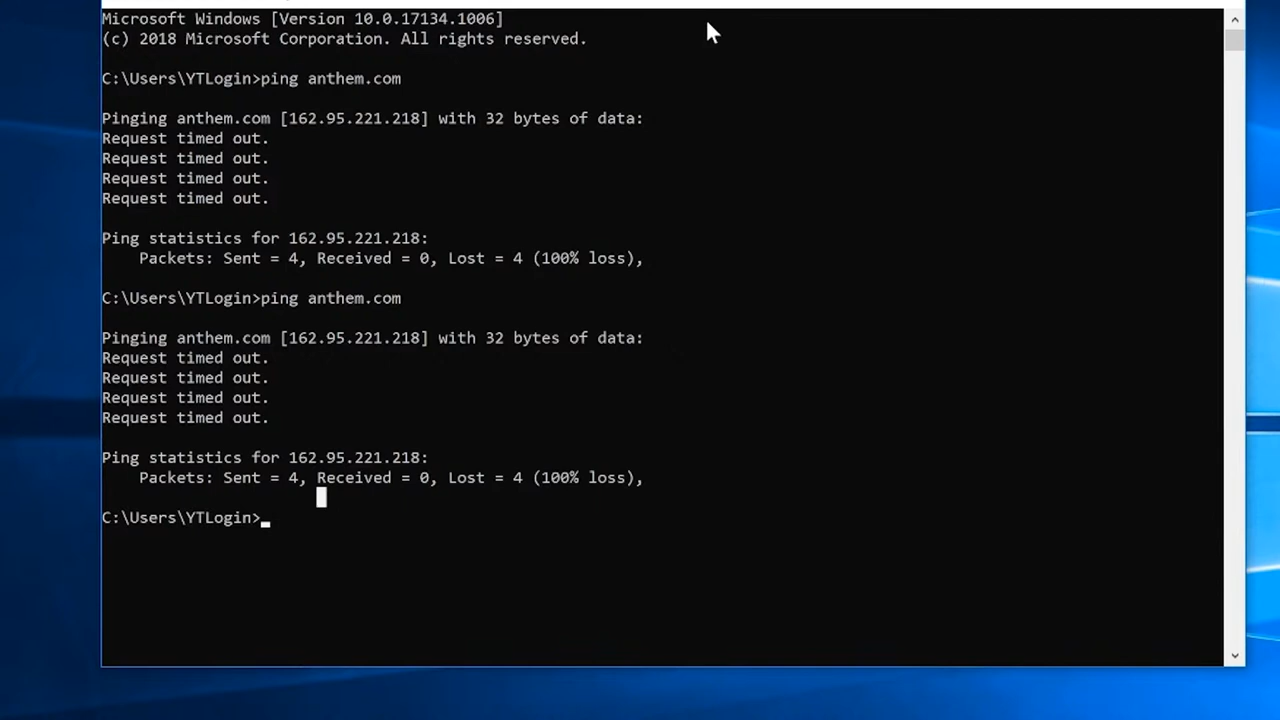 Microsoft Windows [Version 10.0.17134.1006]
(c) 2018 Microsoft Corporation. All rights reserved.
C:\Users\YTLogin>ping anthem.com
Pinging anthem.com [162.95.221.218] with 32 bytes of data:
Request timed out.
Request timed out.
Request timed out.
Request timed out.
Ping statistics for 162.95.221.218:
Packets: Sent = 4, Received = 0, Lost = 4 (100% loss),
C:\Users\YTLogin>ping anthem.com
Pinging anthem.com [162.95.221.218] with 32 bytes of data:
Request timed out.
Request timed out.
Request timed out.
Request timed out.
Ping statistics for 162.95.221.218:
Packets: Sent = 4, Received = 0, Lost = 4 (100% loss),
C:\Users\YTLogin>